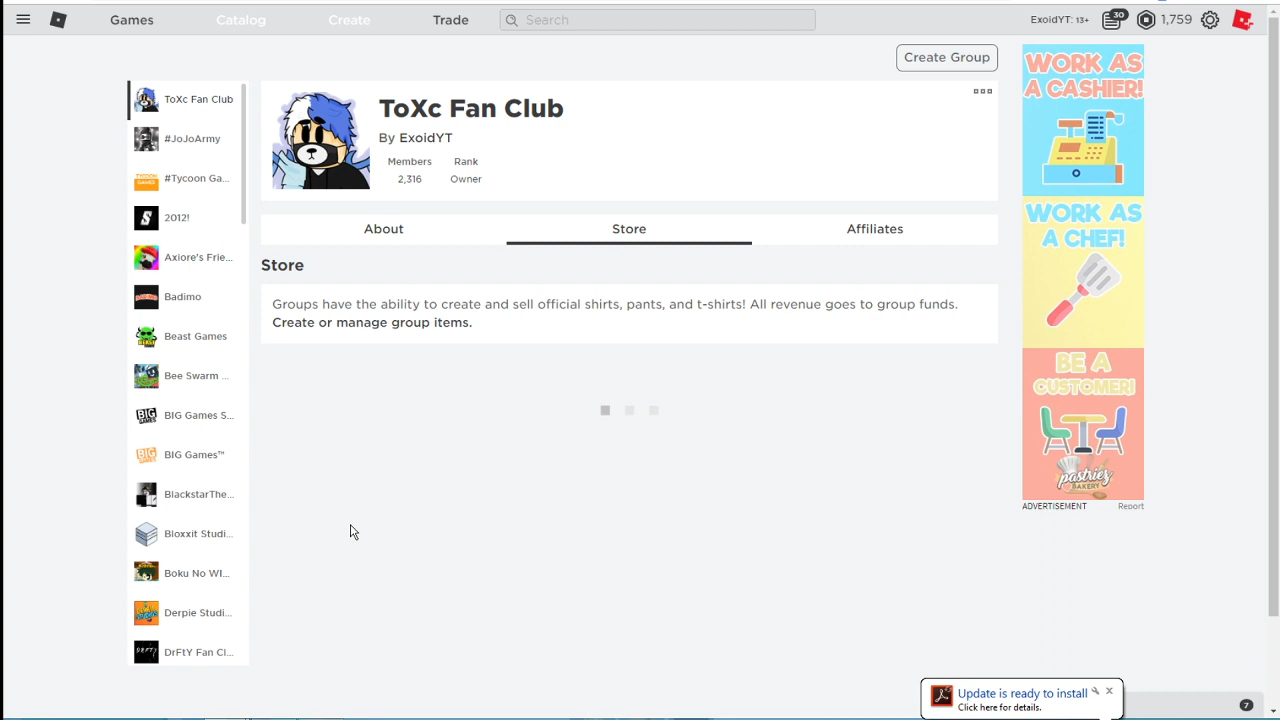 Games
Catalog
Create
Trade
Search
ExoidYT: 13+
30
1,759
Create Group
ToXc Fan Club
#JoJoArmy
#Tycoon Ga...
2012!
Axiore's Frie...
Badimo
Beast Games
Bee Swarm ...
BIG Games S...
BIG Games™
BlackstarThe...
Bloxxit Studi...
Boku No WI...
Derpie Studi...
DrFtY Fan Cl...
ToXc Fan Club
By ExoidYT
Members Rank
2,316 Owner
About
Store
Affiliates
Store
Groups have the ability to create and sell official shirts, pants, and t-shirts! All revenue goes to group funds.
Create or manage group items.
WORK AS
A CASHIER!
WORK AS
A CHEF!
BE A
CUSTOMER!
pastriez
BAKERY
ADVERTISEMENT Report
Update is ready to install
Click here for details.
7